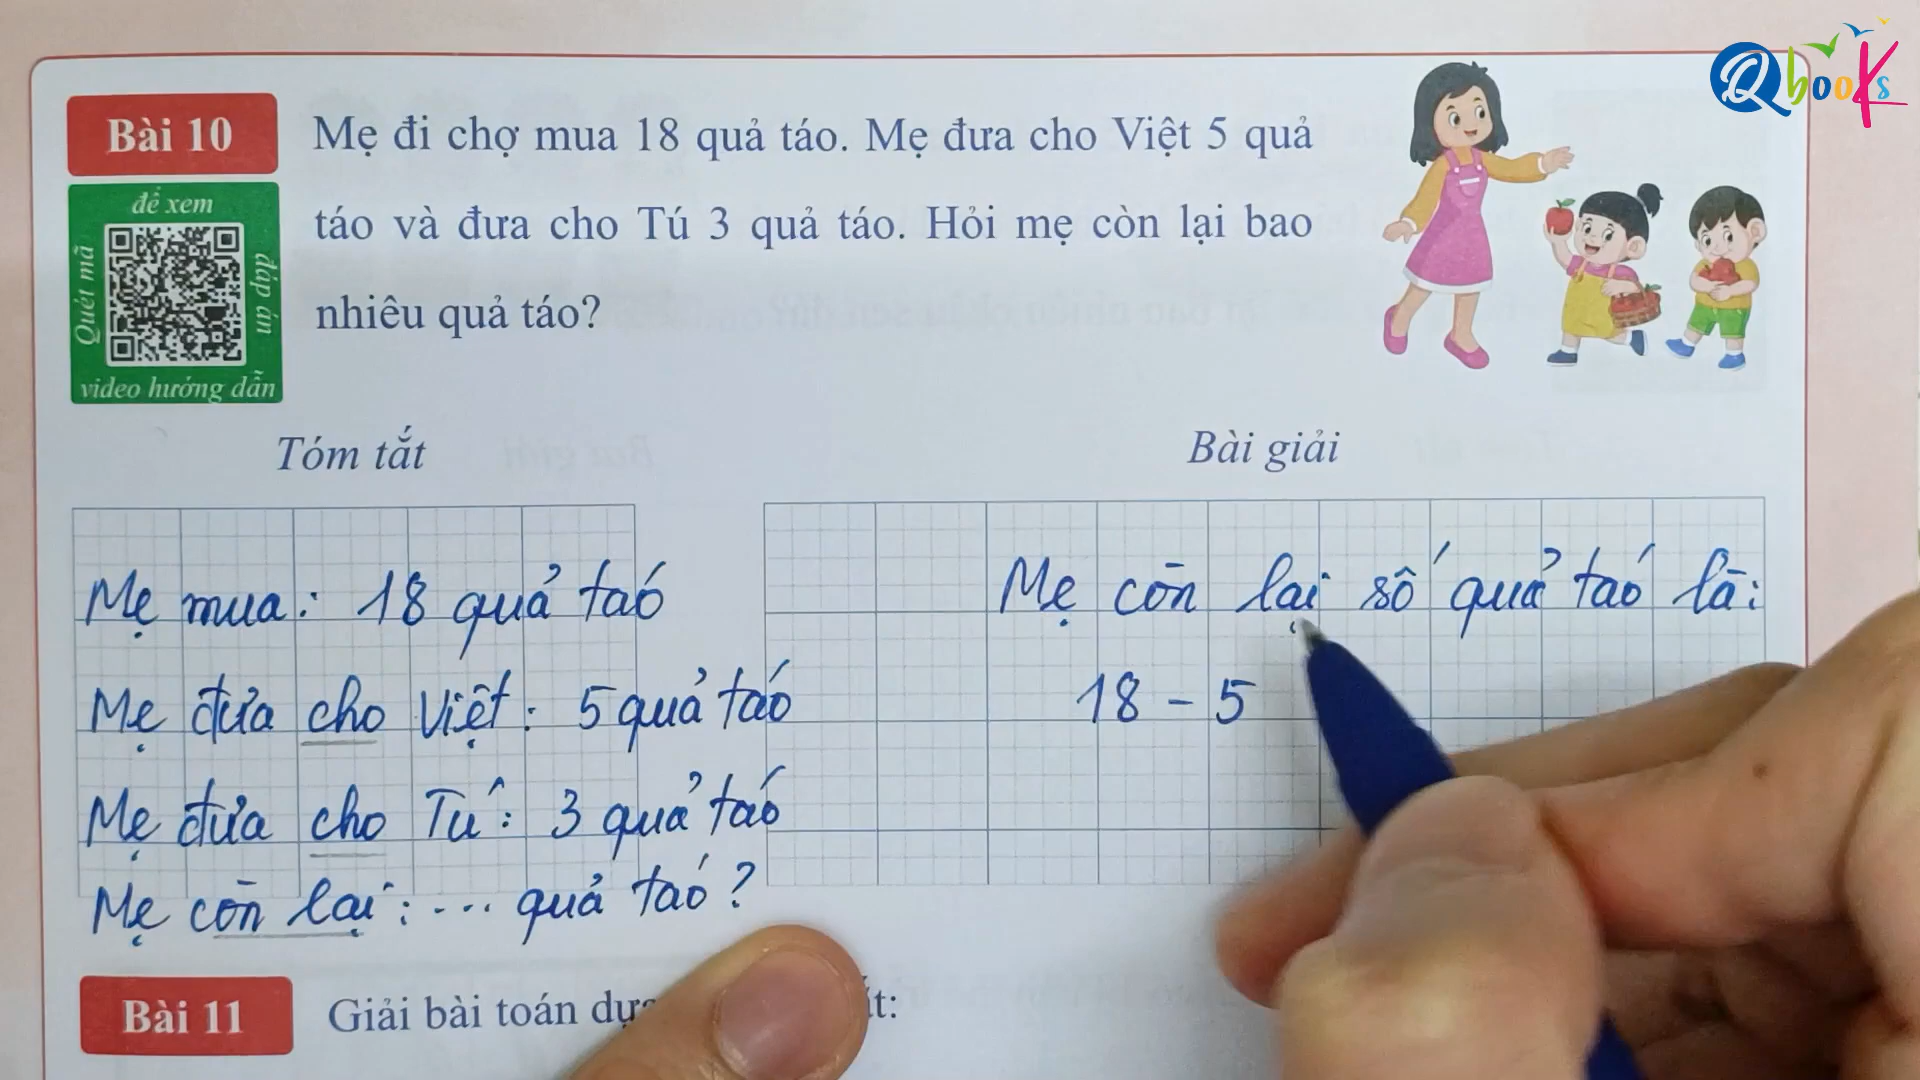 Qbooks
Bài 10
Mẹ đi chợ mua 18 quả táo. Mẹ đưa cho Việt 5 quả
táo và đưa cho Tú 3 quả táo. Hỏi mẹ còn lại bao
nhiêu quả táo?
để xem
Quét mã
đáp án
video hướng dẫn
Tóm tắt
Mẹ mua: 18 quả táo
Mẹ đưa cho Việt: 5 quả táo
Mẹ đưa cho Tú: 3 quả táo
Mẹ còn lại: ... quả táo?
Bài giải
Mẹ còn lại số quả táo là:
18 - 5
Bài 11
Giải bài toán